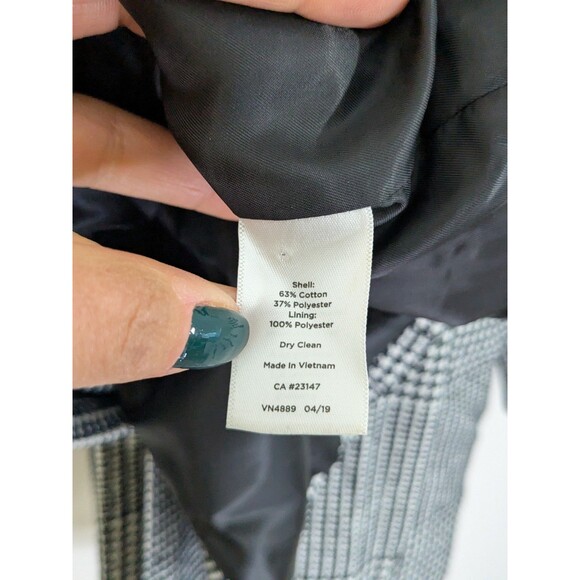 Shell:
63% Cotton
37% Polyester
Lining:
100% Polyester
Dry Clean
Made in Vietnam
CA #23147
VN4889 04/19